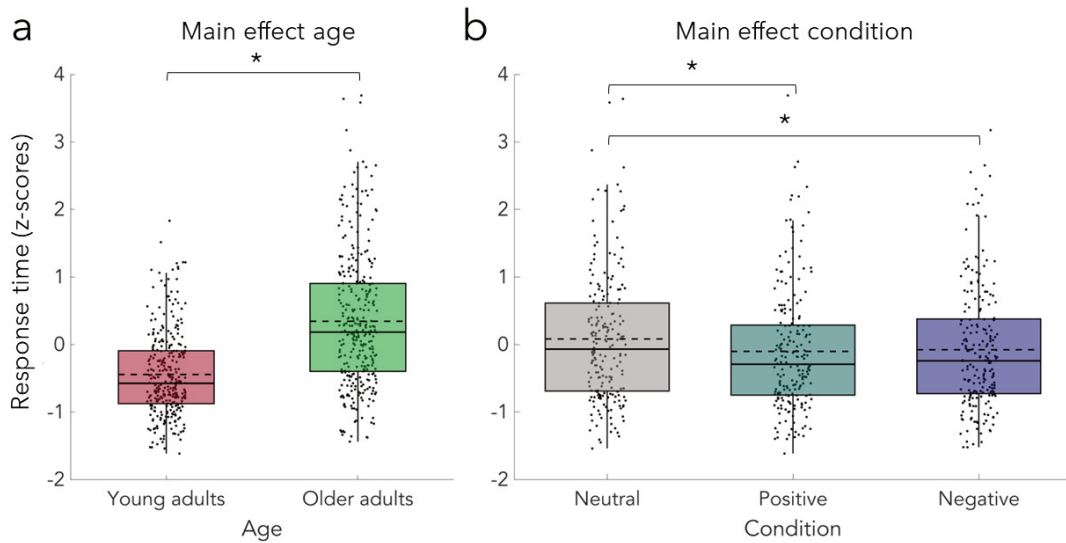 a
Main effect age
*
Response time (z-scores)
4
3
2
1
0
-1
-2
Young adults
Older adults
Age
b
Main effect condition
*
*
4
3
2
1
0
-1
-2
Neutral
Positive
Negative
Condition